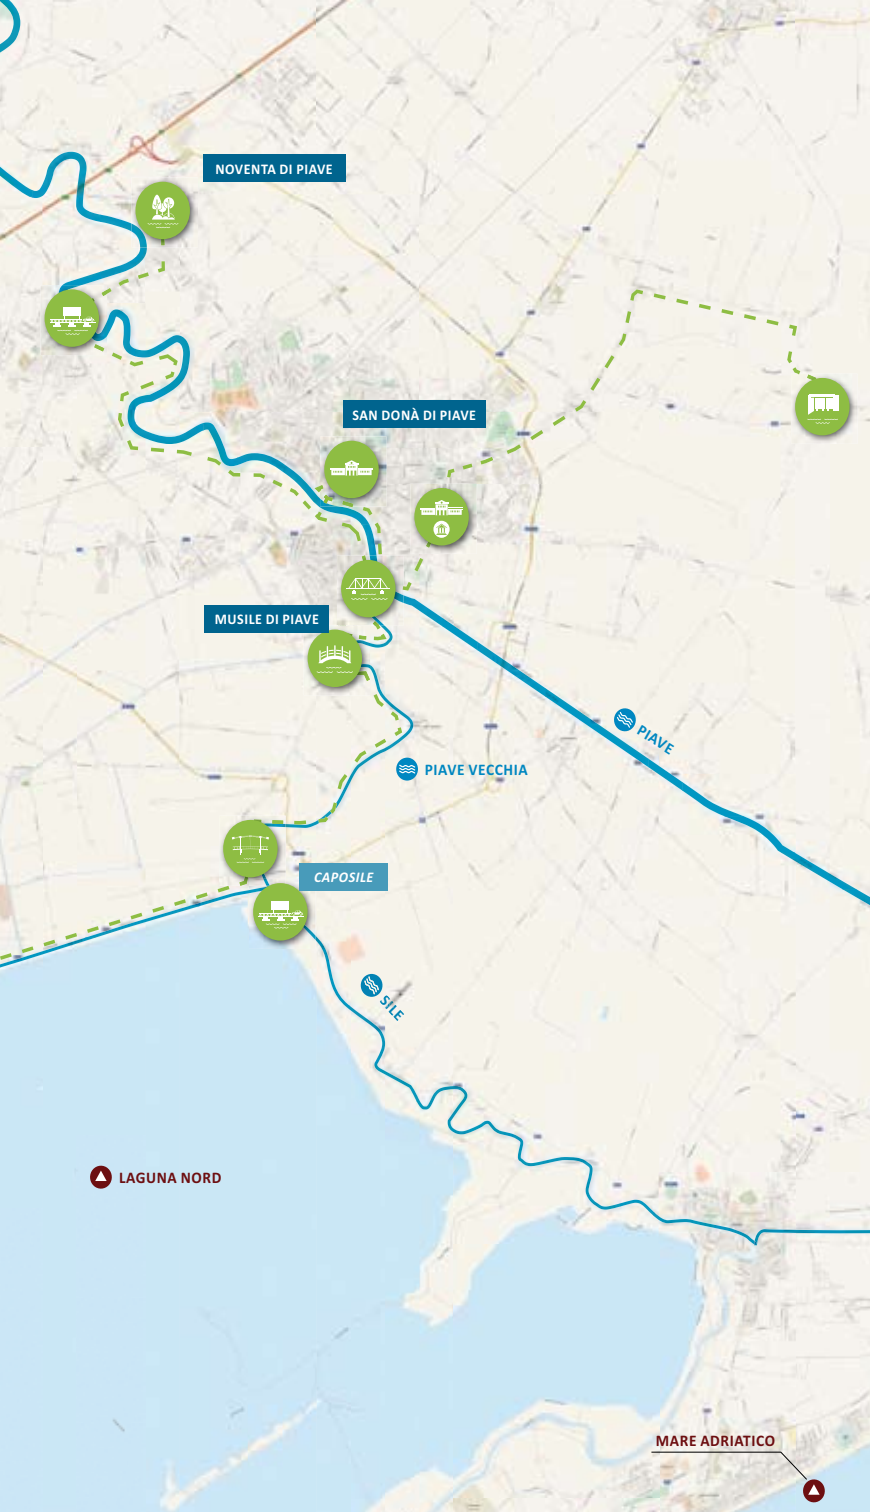 NOVENTA DI PIAVE
SAN DONÀ DI PIAVE
MUSILE DI PIAVE
PIAVE
PIAVE VECCHIA
CAPOSILE
SILE
LAGUNA NORD
MARE ADRIATICO